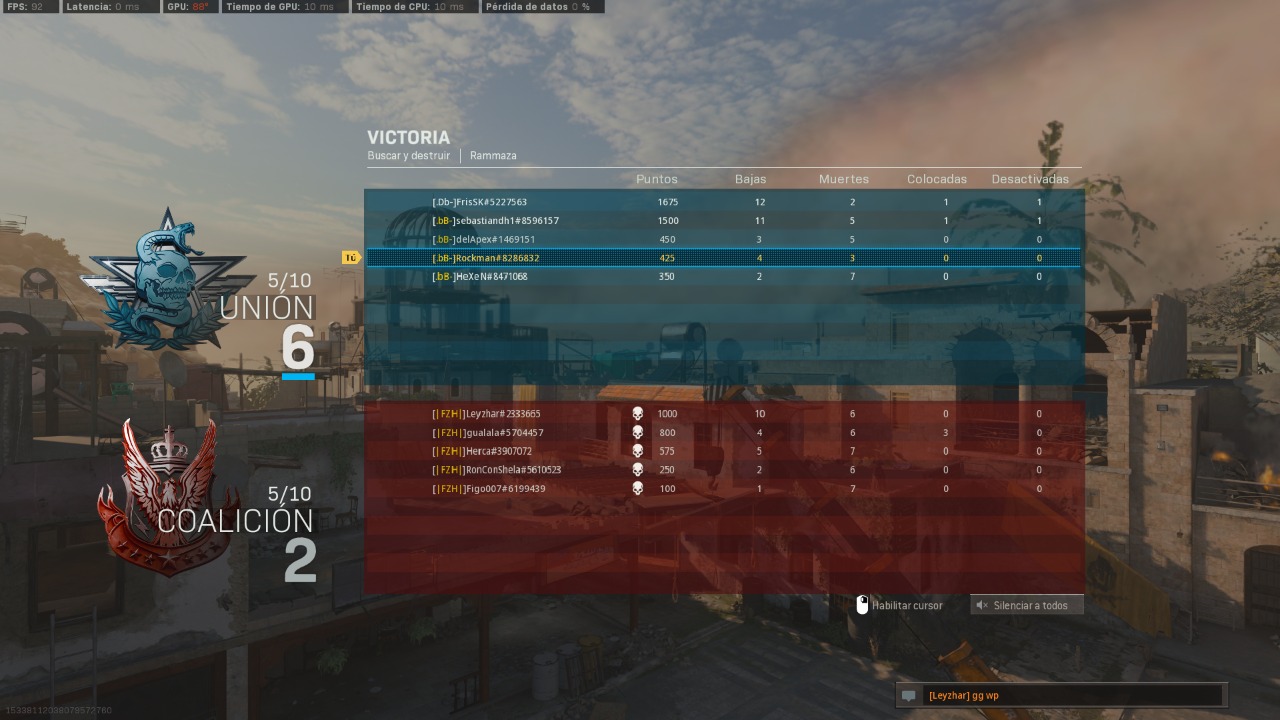 FPS: 92 Latencia: 0 ms GPU: 88° Tiempo de GPU: 10 ms Tiempo de CPU: 10 ms Pérdida de datos 0 %
VICTORIA
Buscar y destruir | Rammaza
Puntos Bajas Muertes Colocadas Desactivadas
[.Db-]FrisSK#5227563 1675 12 2 1 1
[.bB-]sebastiandh1#8596157 1500 11 5 1 1
[.bB-]delApex#1469151 450 3 5 0 0
TÚ [.bB-]Rockman#8286832 425 4 3 0 0
[.bB-]HeXeN#8471068 350 2 7 0 0
5/10
UNIÓN
6
[|FZH|]Leyzhar#2333665 1000 10 6 0 0
[|FZH|]gualala#5704457 800 4 6 3 0
[|FZH|]Herca#3907072 575 5 7 0 0
[|FZH|]RonConShela#5610523 250 2 6 0 0
[|FZH|]Figo007#6199439 100 1 7 0 0
5/10
COALICIÓN
2
Habilitar cursor Silenciar a todos
[Leyzhar] gg wp